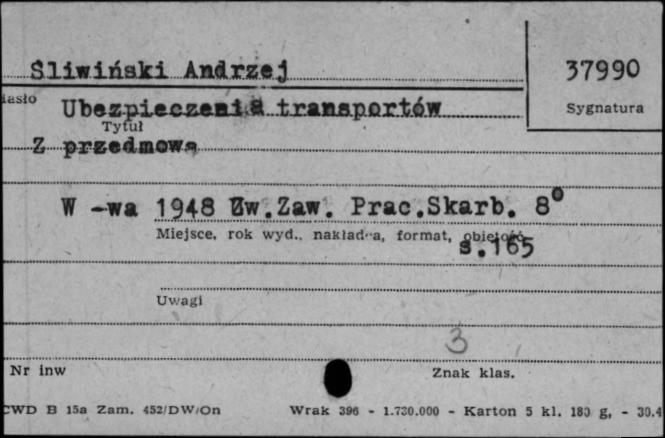 Śliwiński Andrzej
37990
Hasło
Ubezpieczenia transportów
Sygnatura
Tytuł
Z przedmową
W-wa 1948 Zw.Zaw. Prac.Skarb. 8°
Miejsce, rok wyd., nakładca, format, objętość
s.165
Uwagi
3
Nr inw
Znak klas.
CWD B 15a Zam. 452/DW/On Wrak 396 - 1.730.000 - Karton 5 kl. 180 g, - 30.4